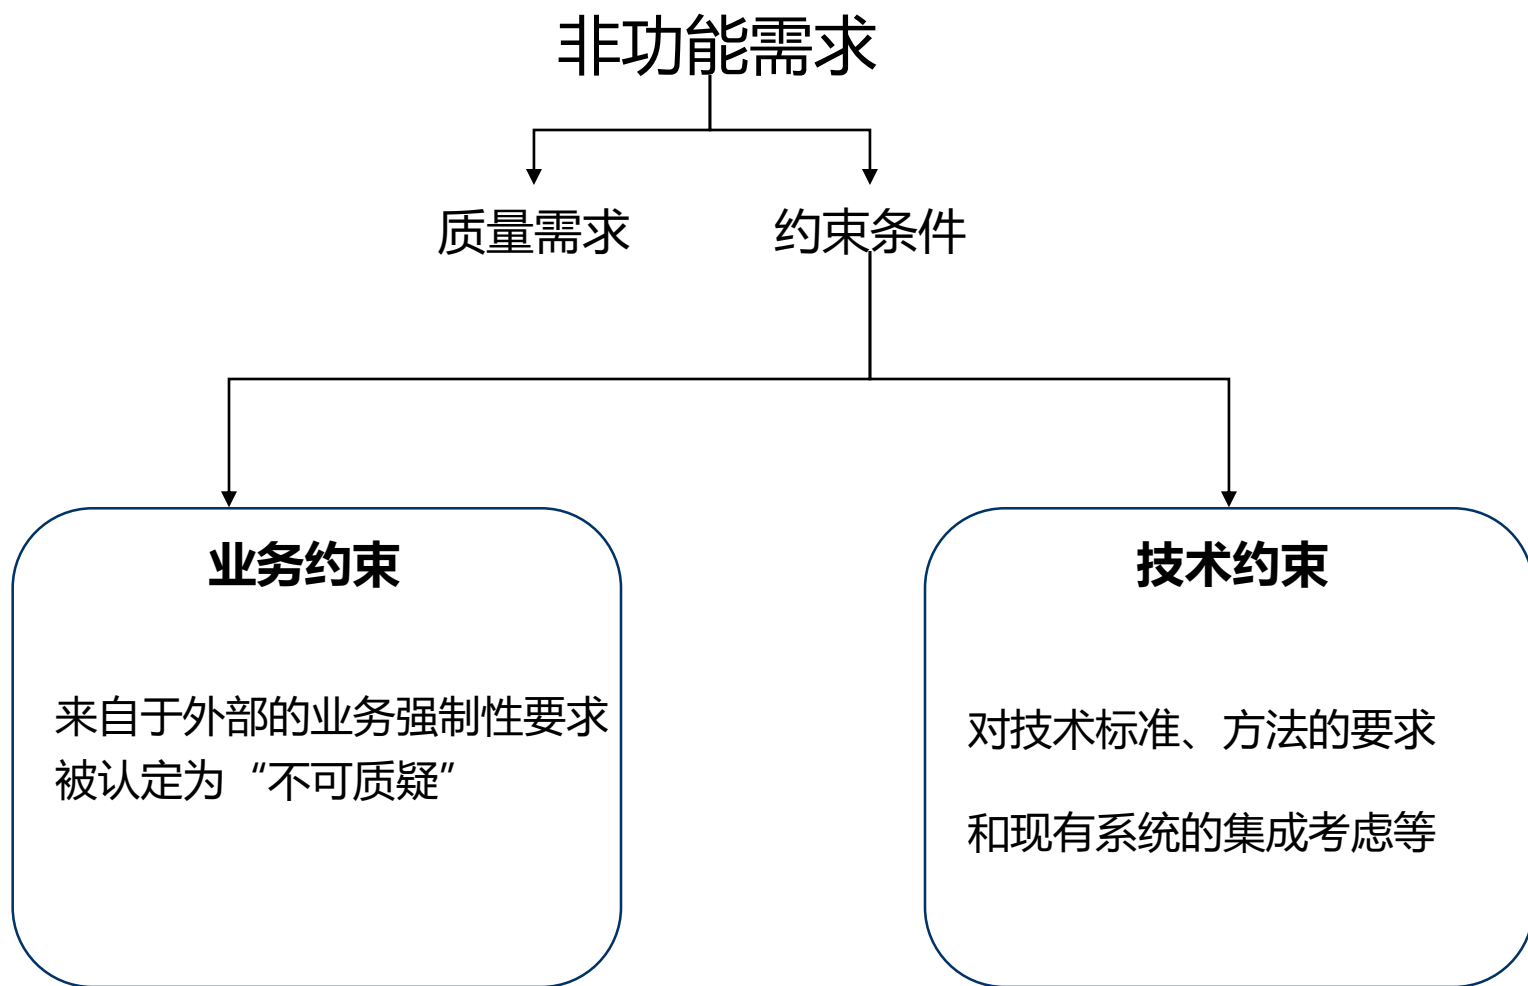 非功能需求
质量需求
约束条件
业务约束
来自于外部的业务强制性要求
被认定为“不可质疑”
技术约束
对技术标准、方法的要求
和现有系统的集成考虑等